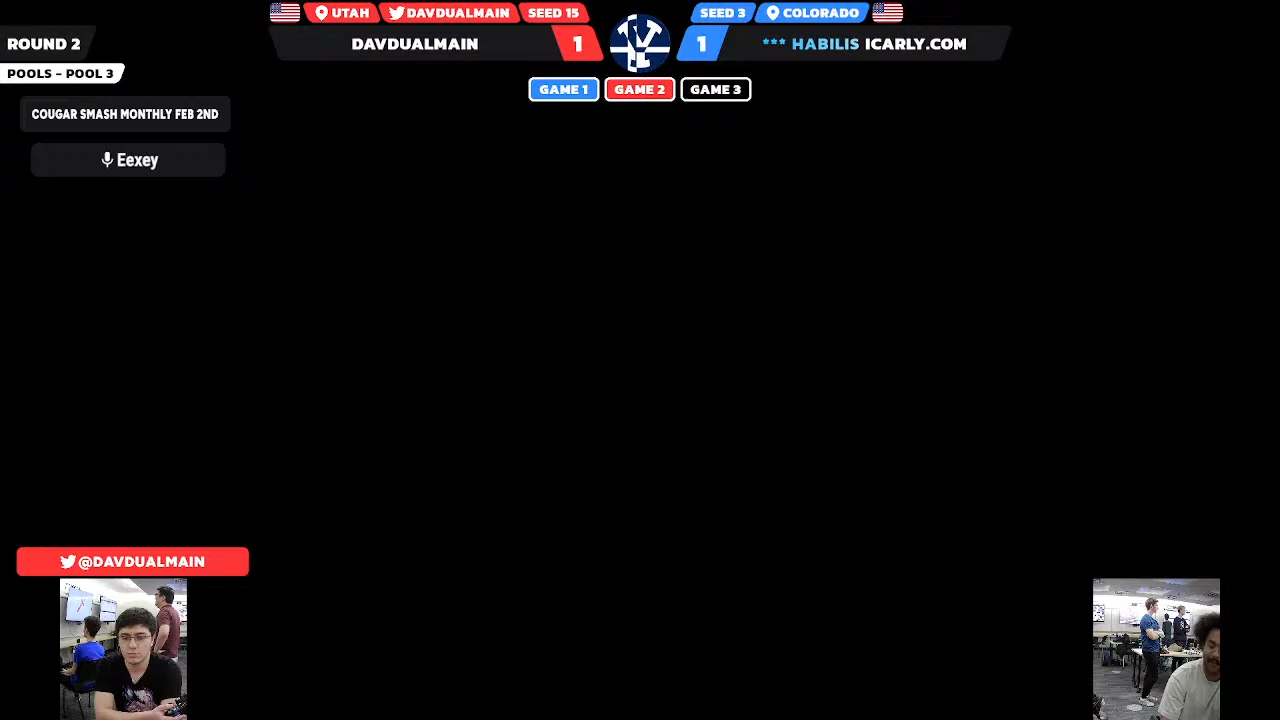 UTAH DAVDUALMAIN SEED 15
SEED 3 COLORADO
ROUND 2
DAVDUALMAIN 1
1 *** HABILIS ICARLY.COM
POOLS - POOL 3
GAME 1 GAME 2 GAME 3
COUGAR SMASH MONTHLY FEB 2ND
Eexey
@DAVDUALMAIN